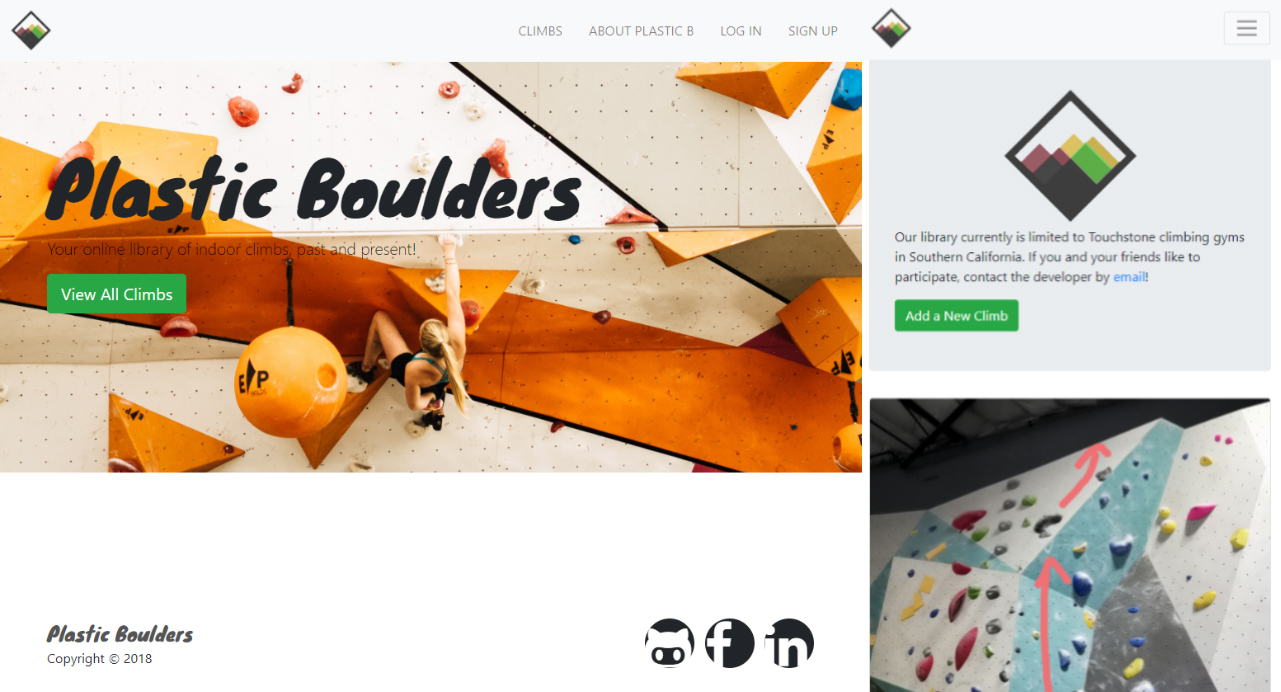 CLIMBS ABOUT PLASTIC B LOG IN SIGN UP
Plastic Boulders
Your online library of indoor climbs, past and present!
View All Climbs
EP
Plastic Boulders
Copyright © 2018
Our library currently is limited to Touchstone climbing gyms
in Southern California. If you and your friends like to
participate, contact the developer by email!
Add a New Climb